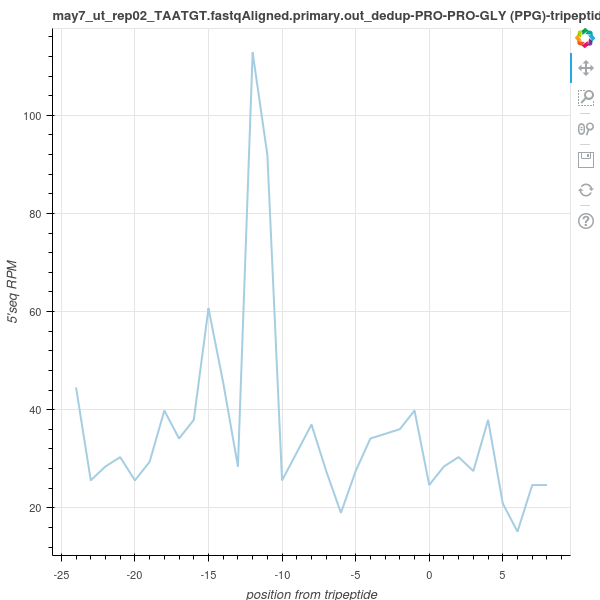 may7_ut_rep02_TAATGT.fastqAligned.primary.out_dedup-PRO-PRO-GLY (PPG)-tripeptid
100
80
60
40
20
5'seq RPM
-25 -20 -15 -10 -5 0 5
position from tripeptide